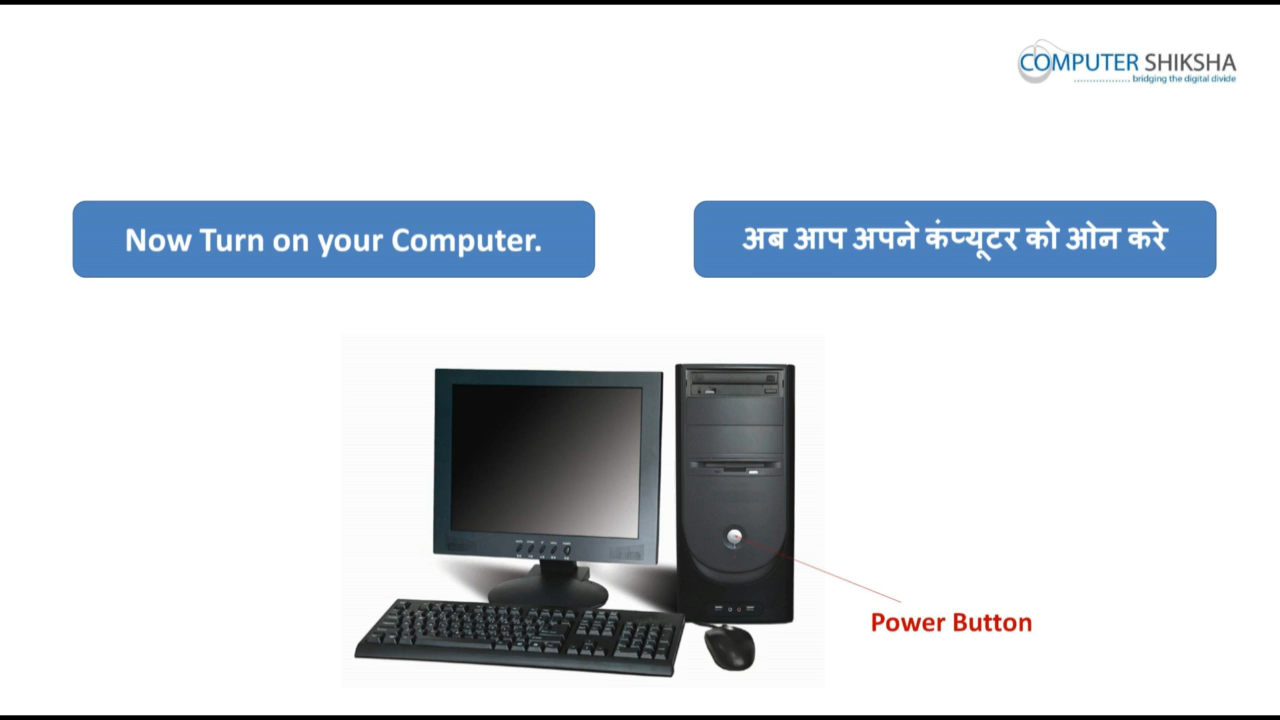 COMPUTER SHIKSHA
bridging the digital divide
Now Turn on your Computer.
अब आप अपने कंप्यूटर को ओन करे
Power Button